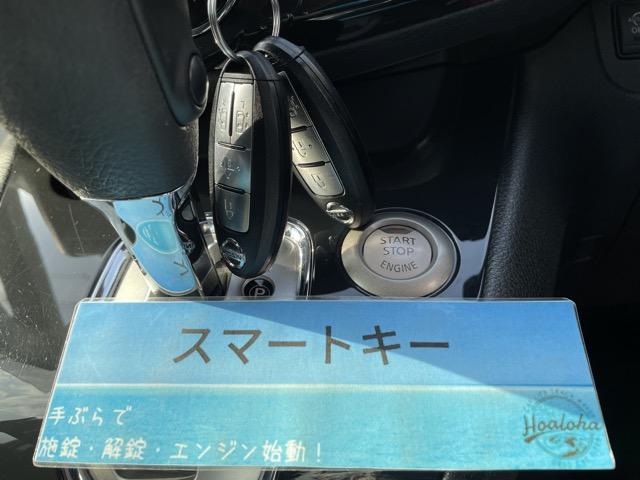 START
STOP
ENGINE
P
スマートキー
手ぶらで
施錠・解錠・エンジン始動！
Hoaloha